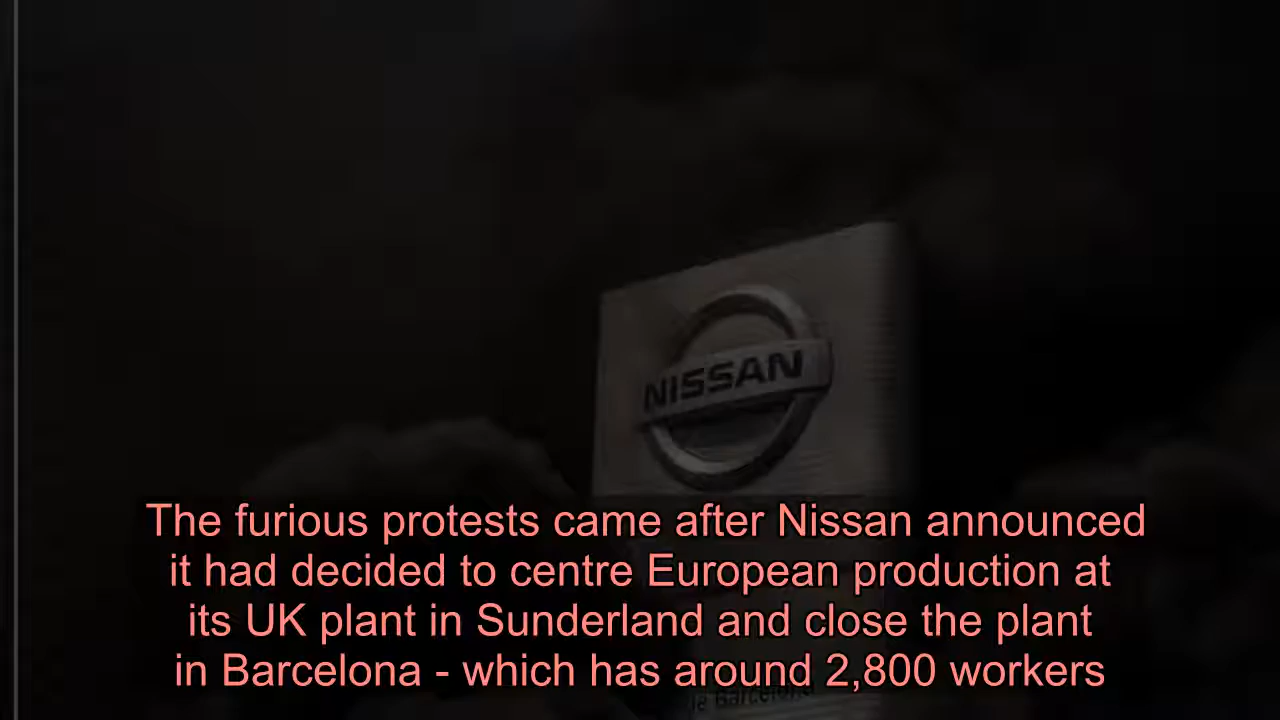 NISSAN
The furious protests came after Nissan announced
it had decided to centre European production at
its UK plant in Sunderland and close the plant
in Barcelona - which has around 2,800 workers
Barcelona